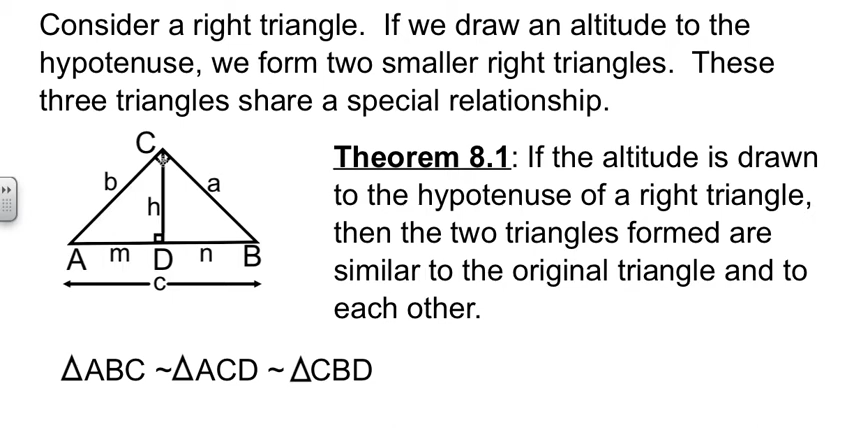 Consider a right triangle. If we draw an altitude to the
hypotenuse, we form two smaller right triangles. These
three triangles share a special relationship.
C
b
a
h
A m D n B
c
Theorem 8.1: If the altitude is drawn
to the hypotenuse of a right triangle,
then the two triangles formed are
similar to the original triangle and to
each other.
ΔABC ~ΔACD ~ ΔCBD